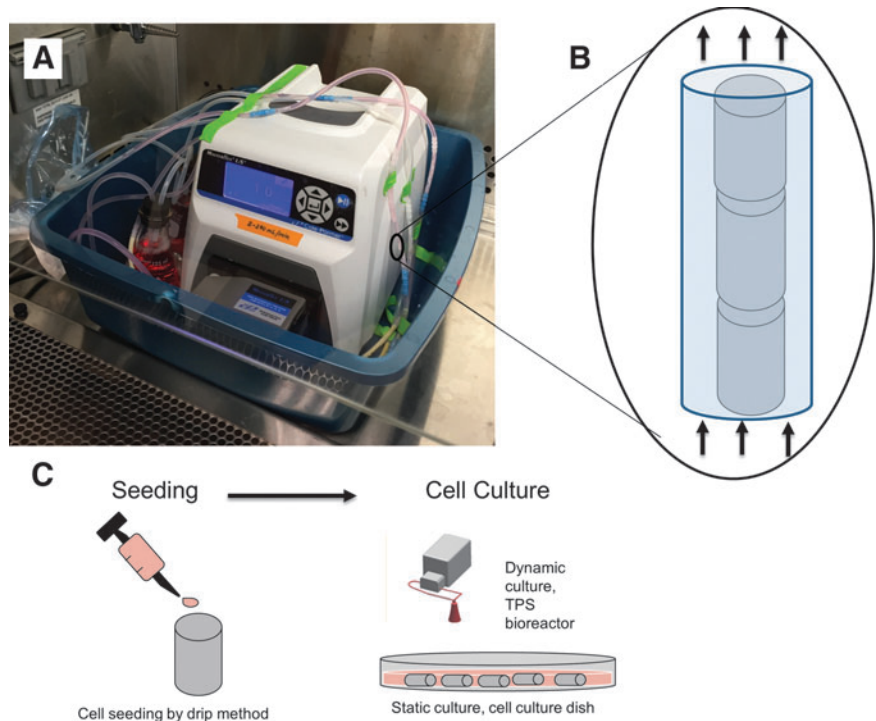 A
B
C
Seeding
Cell Culture
Dynamic
culture,
TPS
bioreactor
Cell seeding by drip method
Static culture, cell culture dish